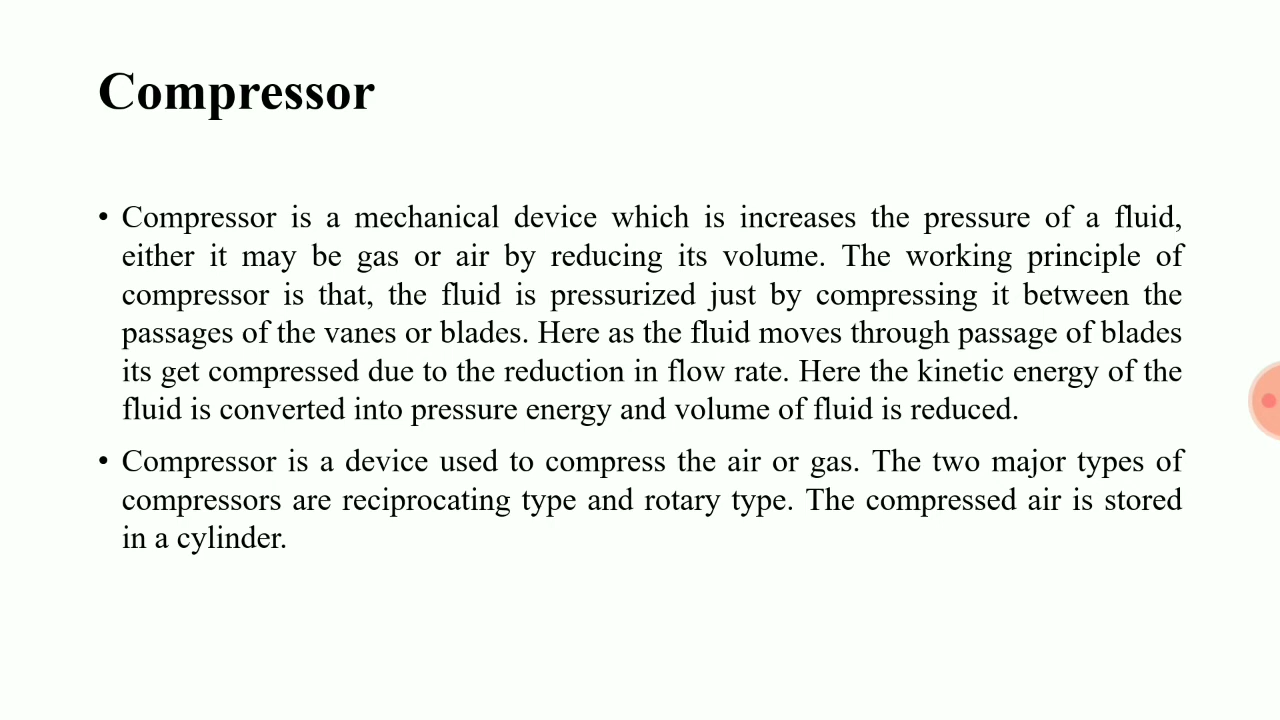 Compressor
• Compressor is a mechanical device which is increases the pressure of a fluid,
either it may be gas or air by reducing its volume. The working principle of
compressor is that, the fluid is pressurized just by compressing it between the
passages of the vanes or blades. Here as the fluid moves through passage of blades
its get compressed due to the reduction in flow rate. Here the kinetic energy of the
fluid is converted into pressure energy and volume of fluid is reduced.
• Compressor is a device used to compress the air or gas. The two major types of
compressors are reciprocating type and rotary type. The compressed air is stored
in a cylinder.